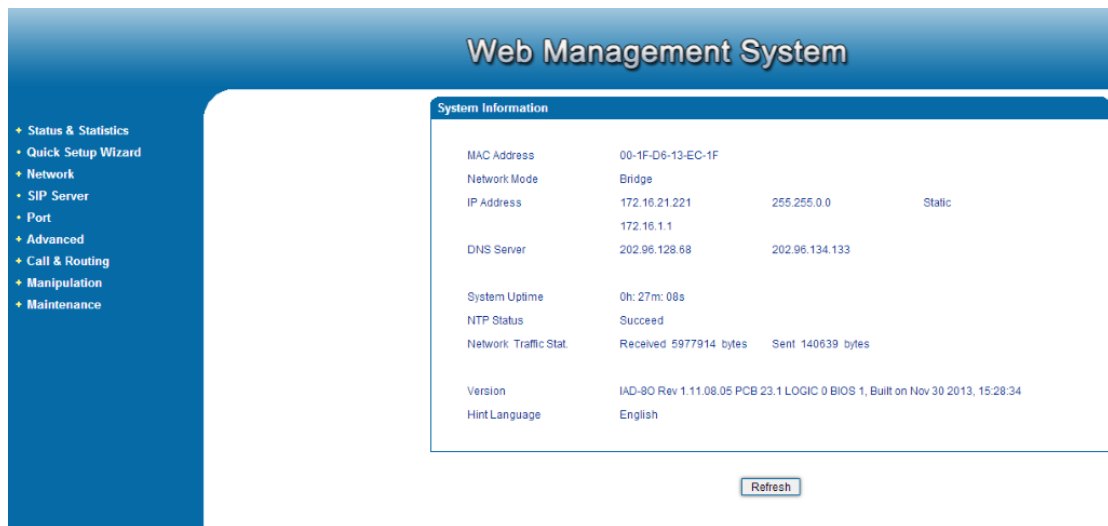 Web Management System
Status & Statistics
Quick Setup Wizard
Network
SIP Server
Port
Advanced
Call & Routing
Manipulation
Maintenance
System Information
MAC Address 00-1F-D6-13-EC-1F
Network Mode Bridge
IP Address 172.16.21.221 255.255.0.0 Static
172.16.1.1
DNS Server 202.96.128.68 202.96.134.133
System Uptime 0h: 27m: 08s
NTP Status Succeed
Network Traffic Stat. Received 5977914 bytes Sent 140639 bytes
Version IAD-8O Rev 1.11.08.05 PCB 23.1 LOGIC 0 BIOS 1, Built on Nov 30 2013, 15:28:34
Hint Language English
Refresh